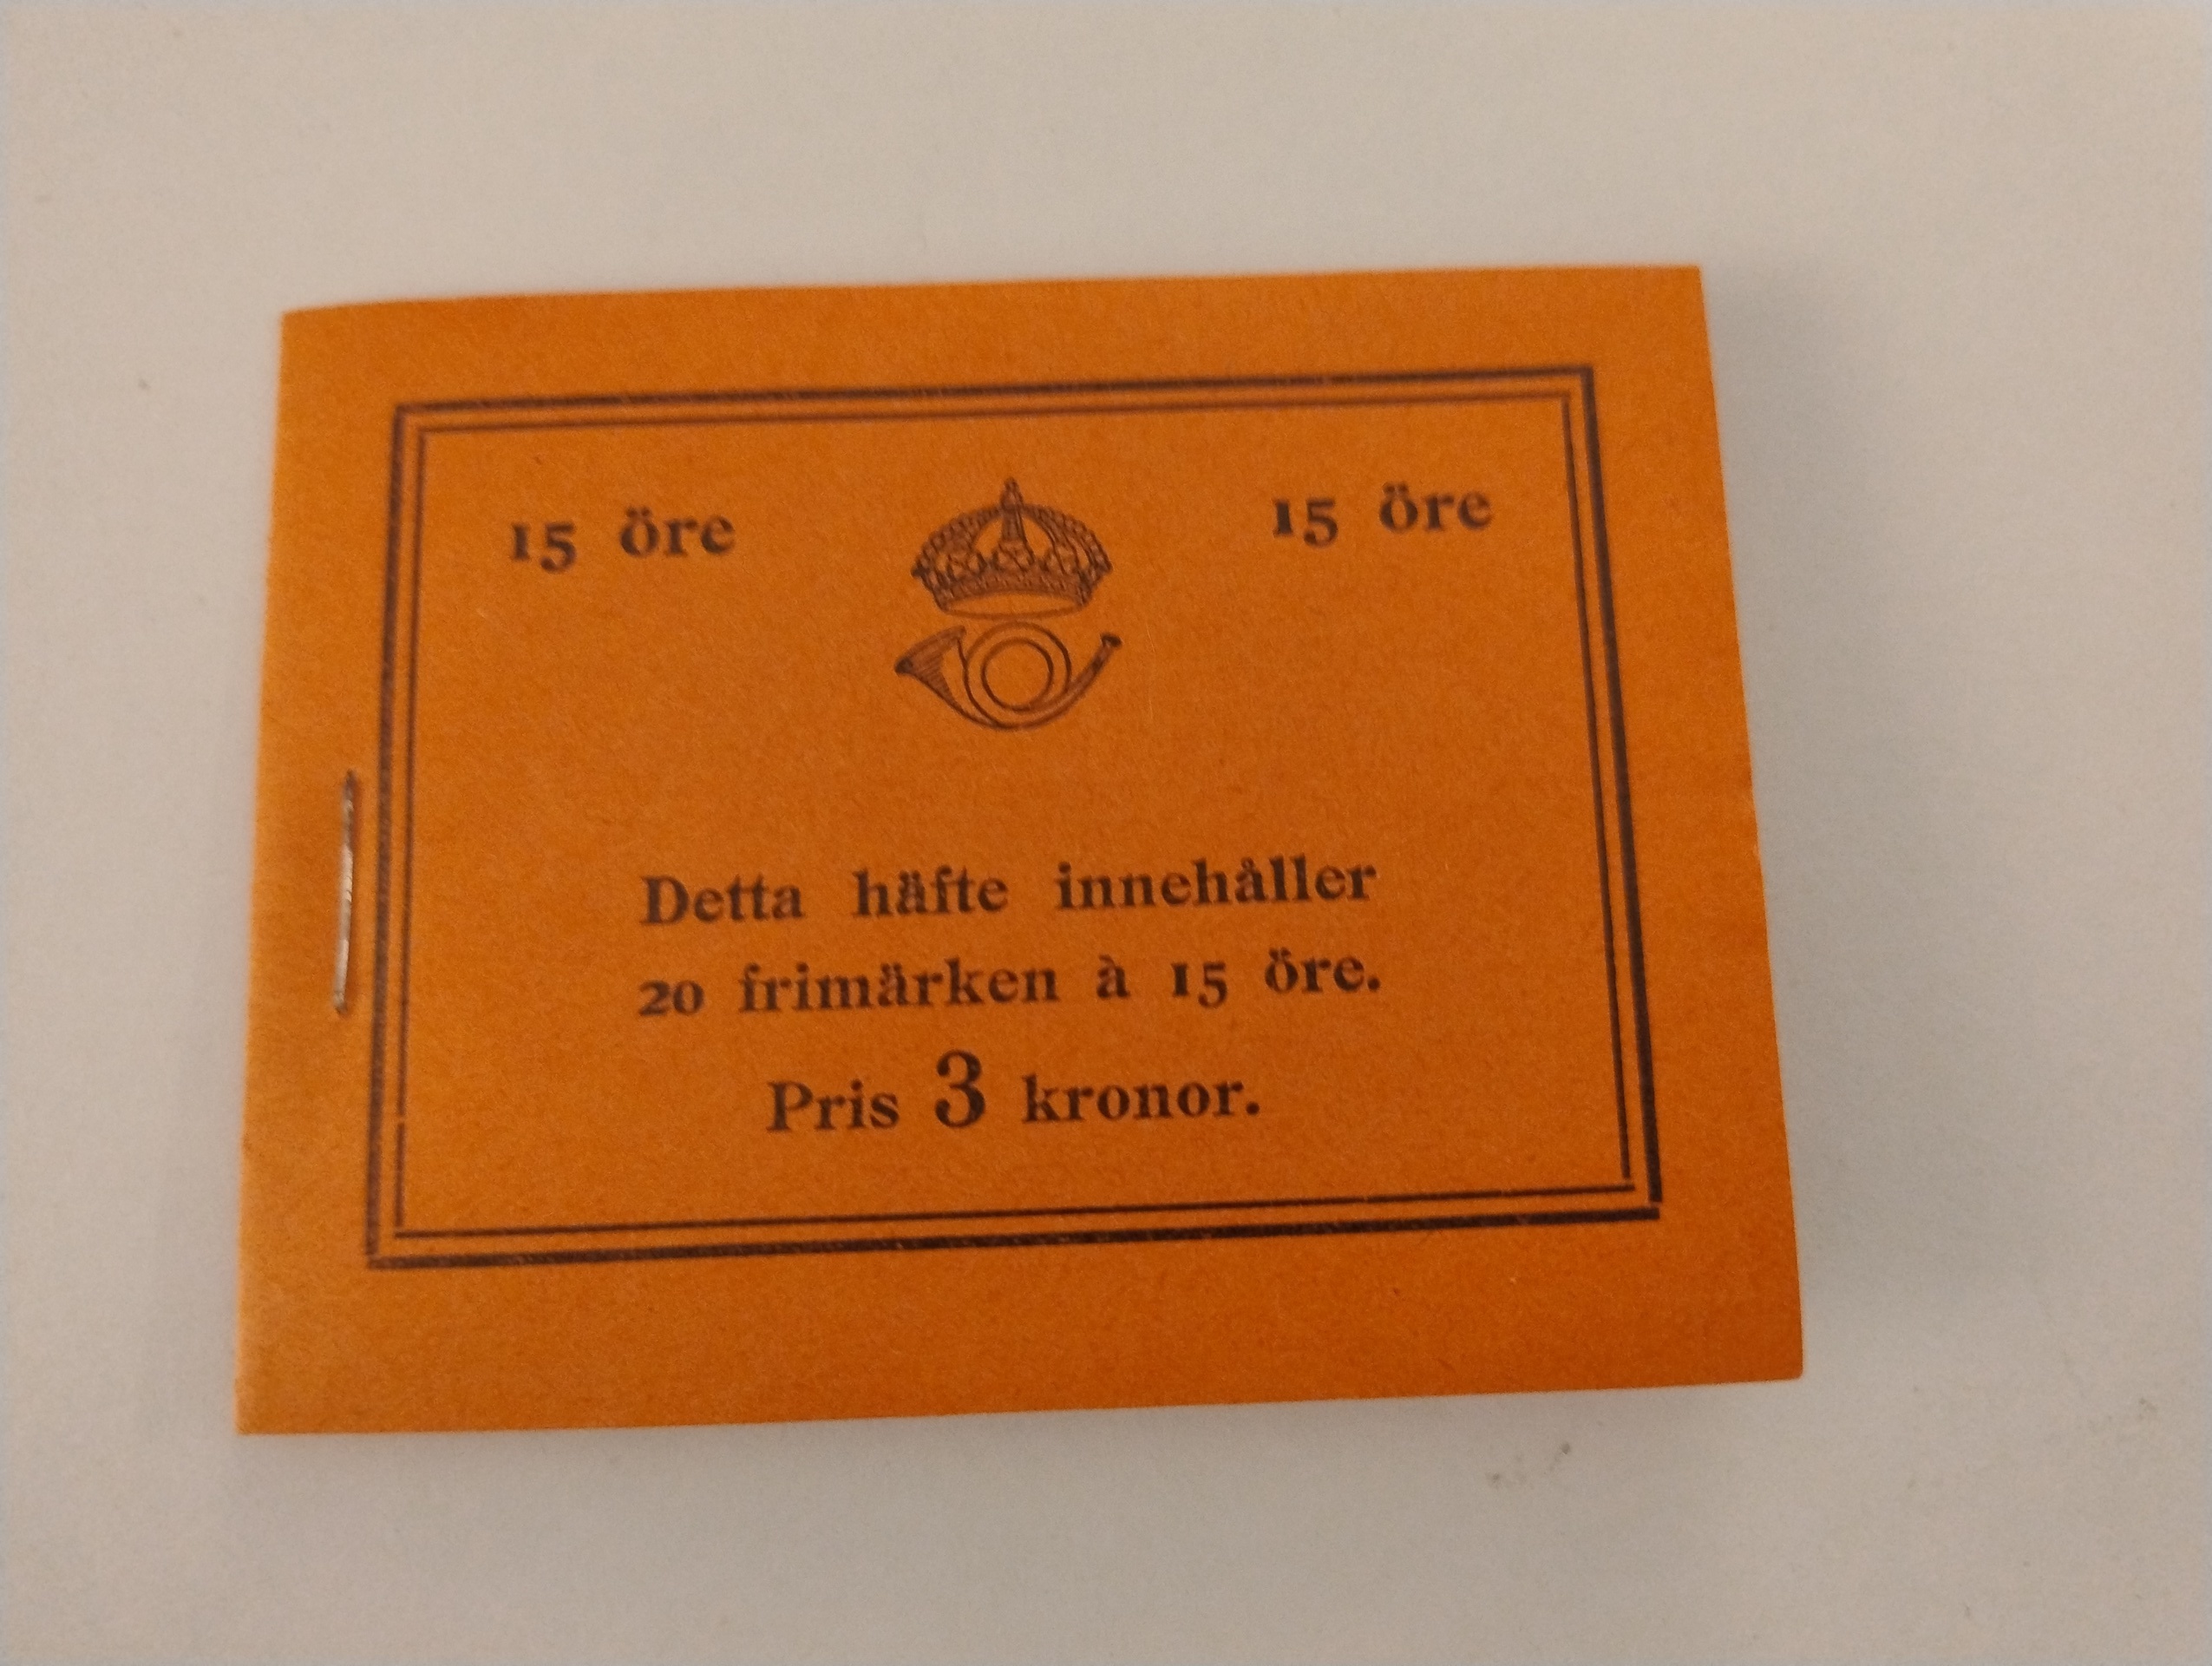 15 öre 15 öre
Detta häfte innehåller
20 frimärken à 15 öre.
Pris 3 kronor.